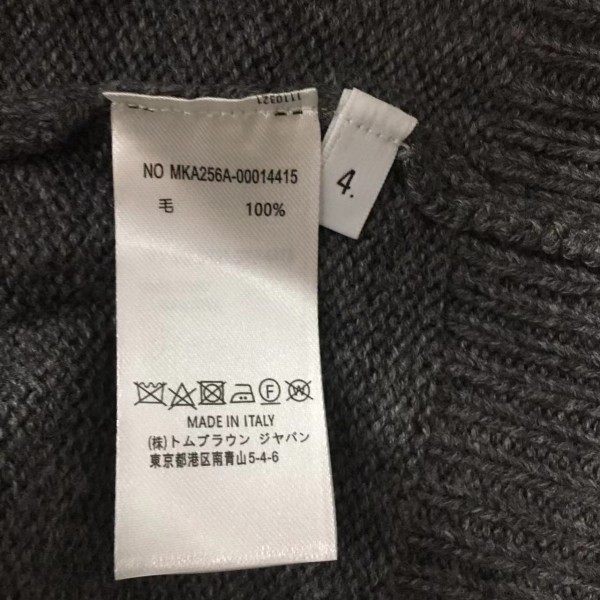 NO MKA256A-00014415
毛 100%
4.
F W
MADE IN ITALY
(株)トムブラウン ジャパン
東京都港区南青山5-4-6